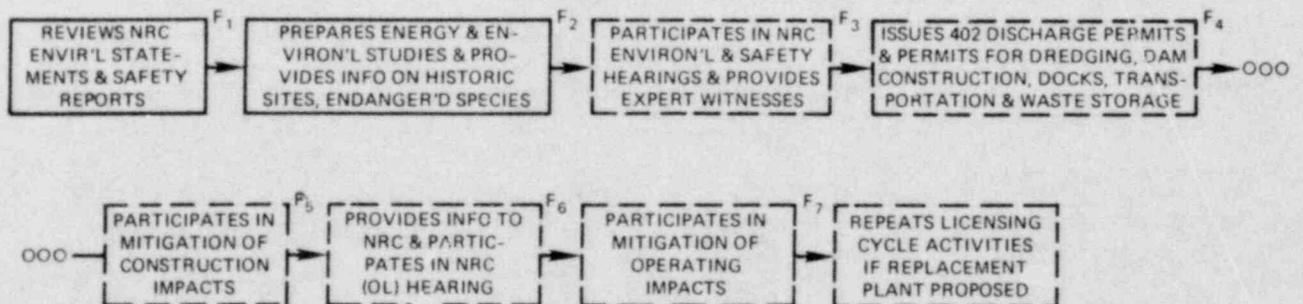 REVIEWS NRC
ENVIR'L STATE-
MENTS & SAFETY
REPORTS
F₁
PREPARES ENERGY & EN-
VIRON'L STUDIES & PRO-
VIDES INFO ON HISTORIC
SITES, ENDANGER'D SPECIES
F₂
PARTICIPATES IN NRC
ENVIRON'L & SAFETY
HEARINGS & PROVIDES
EXPERT WITNESSES
F₃
ISSUES 402 DISCHARGE PERMITS
& PERMITS FOR DREDGING, DAM
CONSTRUCTION, DOCKS, TRANS-
PORTATION & WASTE STORAGE
F₄
OOO
OOO
PARTICIPATES IN
MITIGATION OF
CONSTRUCTION
IMPACTS
F₅
PROVIDES INFO TO
NRC & PARTIC-
PATES IN NRC
(OL) HEARING
F₆
PARTICIPATES IN
MITIGATION OF
OPERATING
IMPACTS
F₇
REPEATS LICENSING
CYCLE ACTIVITIES
IF REPLACEMENT
PLANT PROPOSED